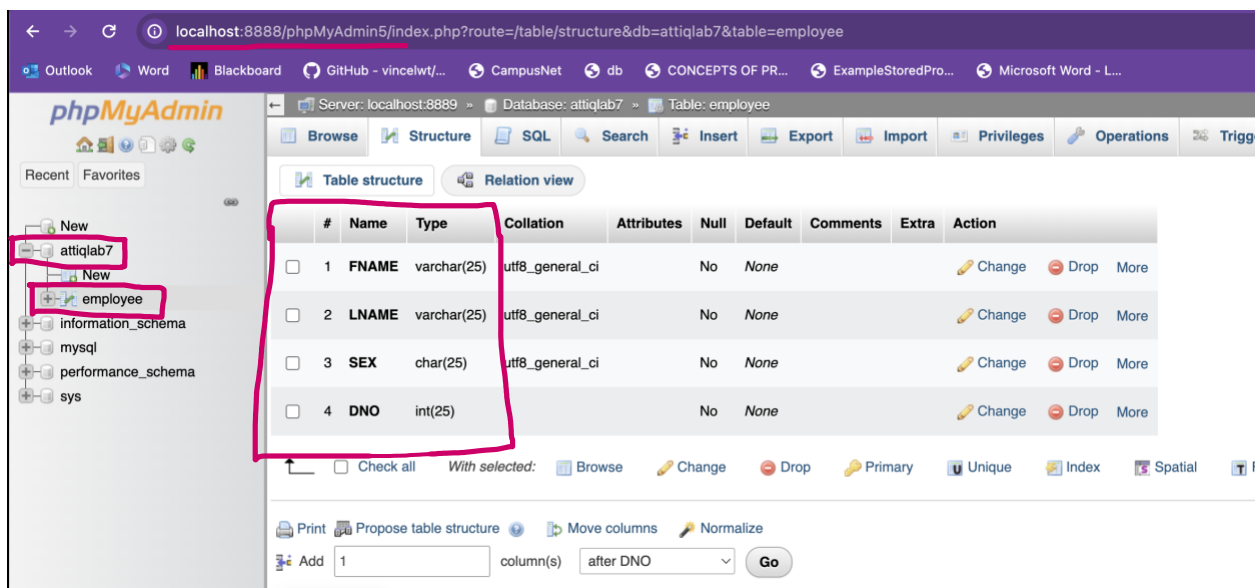 localhost:8888/phpMyAdmin5/index.php?route=/table/structure&db=attiqlab7&table=employee
Outlook Word Blackboard GitHub - vincelwt/... CampusNet db CONCEPTS OF PR... ExampleStoredPro... Microsoft Word - L...
phpMyAdmin
Recent Favorites
New
attiqlab7
New
employee
information_schema
mysql
performance_schema
sys
Server: localhost:8889 » Database: attiqlab7 » Table: employee
Browse Structure SQL Search Insert Export Import Privileges Operations Trigg
Table structure Relation view
# Name Type Collation Attributes Null Default Comments Extra Action
1 FNAME varchar(25) utf8_general_ci No None Change Drop More
2 LNAME varchar(25) utf8_general_ci No None Change Drop More
3 SEX char(25) utf8_general_ci No None Change Drop More
4 DNO int(25) No None Change Drop More
Check all With selected: Browse Change Drop Primary Unique Index Spatial
Print Propose table structure Move columns Normalize
Add 1 column(s) after DNO Go